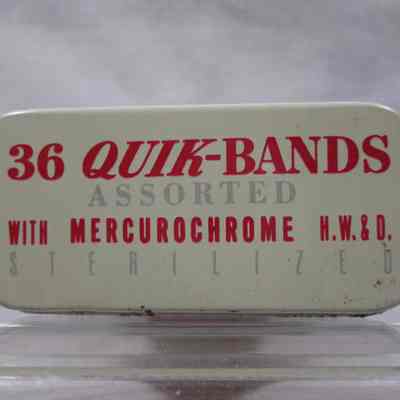 36 QUIK-BANDS
ASSORTED
WITH MERCUROCHROME H.W.&D.
STERILIZED